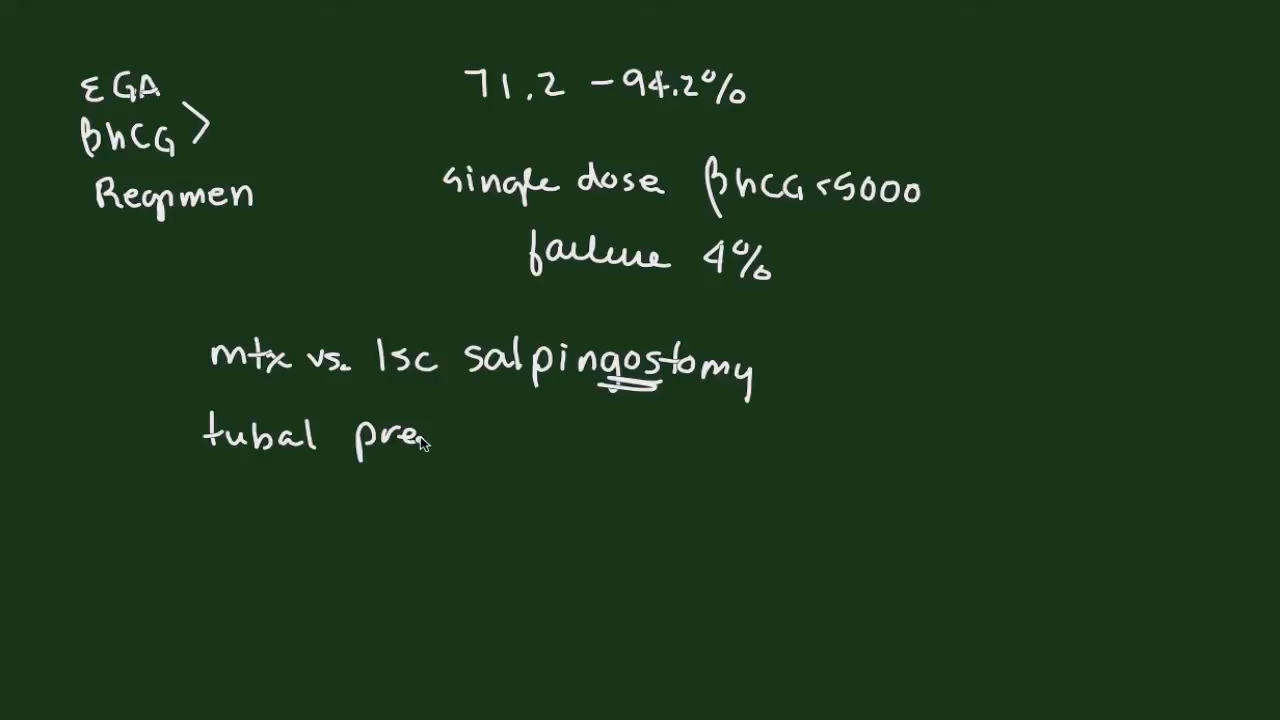 EGA
βhCG >
Regimen
71.2 - 94.2%
single dose βhCG < 5000
failure 4%
mtx vs. lsc salpingostomy
tubal pre